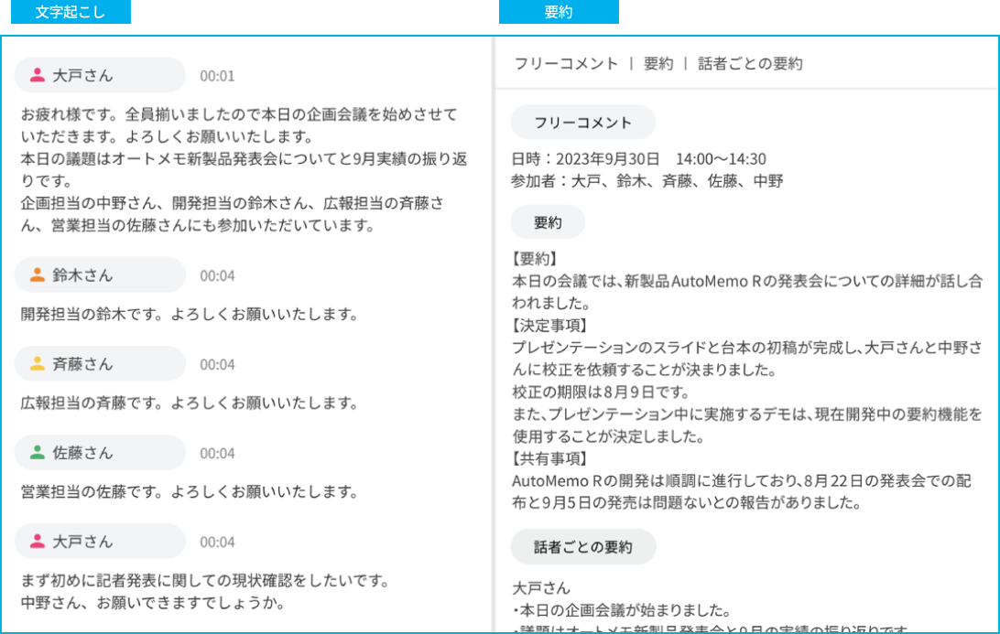 文字起こし
大戸さん 00:01
お疲れ様です。全員揃いましたので本日の企画会議を始めさせて
いただきます。よろしくお願いいたします。
本日の議題はオートメモ新製品発表会についてと9月実績の振り返
りです。
企画担当の中野さん、開発担当の鈴木さん、広報担当の斉藤さ
ん、営業担当の佐藤さんにも参加いただいています。
鈴木さん 00:04
開発担当の鈴木です。よろしくお願いいたします。
斉藤さん 00:04
広報担当の斉藤です。よろしくお願いいたします。
佐藤さん 00:04
営業担当の佐藤です。よろしくお願いいたします。
大戸さん 00:04
まず初めに記者発表に関しての現状確認をしたいです。
中野さん、お願いできますでしょうか。
要約
フリーコメント | 要約 | 話者ごとの要約
フリーコメント
日時：2023年9月30日　14:00〜14:30
参加者：大戸、鈴木、斉藤、佐藤、中野
要約
【要約】
本日の会議では、新製品AutoMemo Rの発表会についての詳細が話し合
われました。
【決定事項】
プレゼンテーションのスライドと台本の初稿が完成し、大戸さんと中野さ
んに校正を依頼することが決まりました。
校正の期限は8月9日です。
また、プレゼンテーション中に実施するデモは、現在開発中の要約機能を
使用することが決定しました。
【共有事項】
AutoMemo Rの開発は順調に進行しており、8月22日の発表会での配
布と9月5日の発売は問題ないとの報告がありました。
話者ごとの要約
大戸さん
・本日の企画会議が始まりました。
・議題はオートメモ新製品発表会と9月の実績の振り返りです